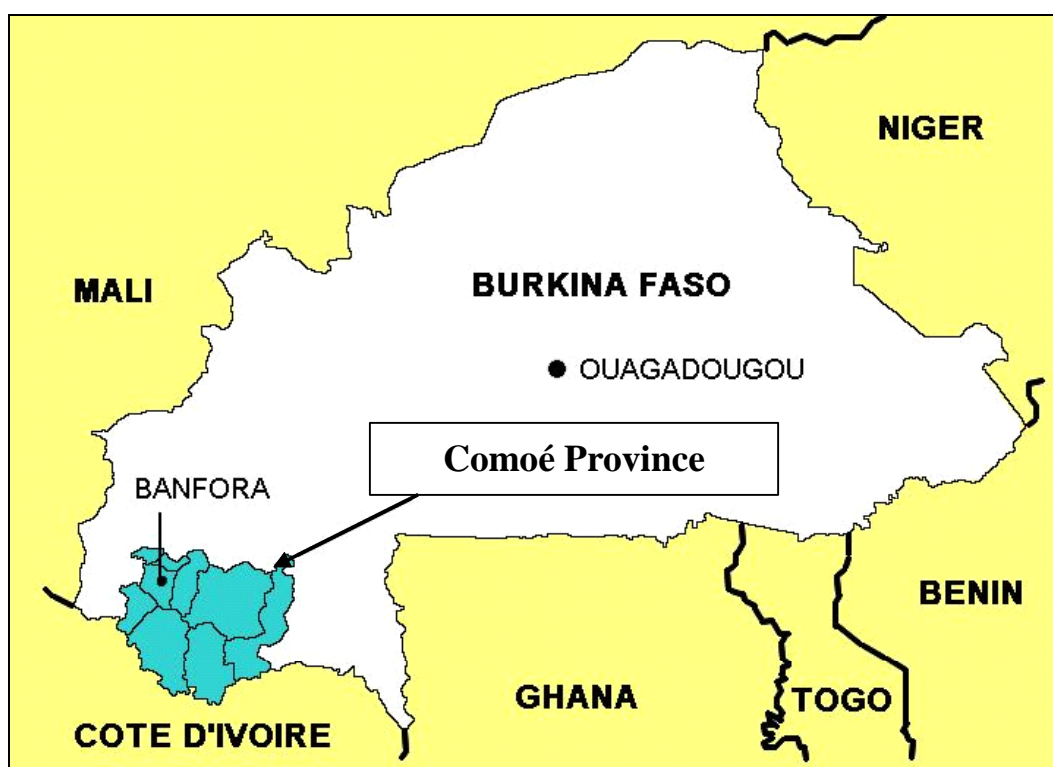 NIGER
MALI
BURKINA FASO
OUAGADOUGOU
Comoé Province
BANFORA
BENIN
GHANA
TOGO
COTE D'IVOIRE